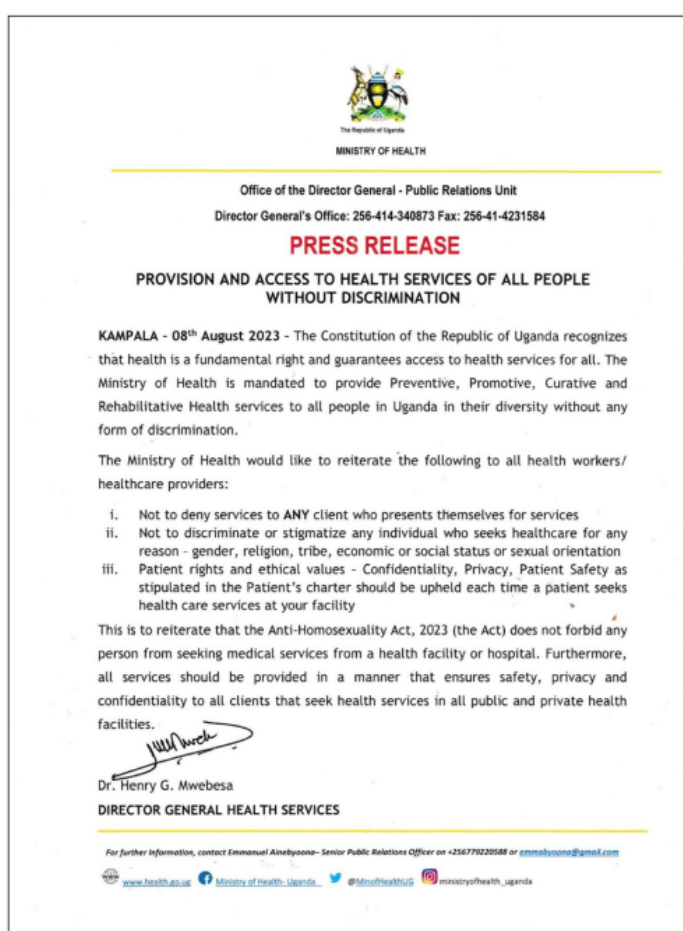 The Republic of Uganda
MINISTRY OF HEALTH
Office of the Director General - Public Relations Unit
Director General's Office: 256-414-340873 Fax: 256-41-4231584
PRESS RELEASE
PROVISION AND ACCESS TO HEALTH SERVICES OF ALL PEOPLE
WITHOUT DISCRIMINATION
KAMPALA - 08th August 2023 - The Constitution of the Republic of Uganda recognizes
that health is a fundamental right and guarantees access to health services for all. The
Ministry of Health is mandated to provide Preventive, Promotive, Curative and
Rehabilitative Health services to all people in Uganda in their diversity without any
form of discrimination.
The Ministry of Health would like to reiterate the following to all health workers/
healthcare providers:
i. Not to deny services to ANY client who presents themselves for services
ii. Not to discriminate or stigmatize any individual who seeks healthcare for any
reason - gender, religion, tribe, economic or social status or sexual orientation
iii. Patient rights and ethical values - Confidentiality, Privacy, Patient Safety as
stipulated in the Patient's charter should be upheld each time a patient seeks
health care services at your facility
This is to reiterate that the Anti-Homosexuality Act, 2023 (the Act) does not forbid any
person from seeking medical services from a health facility or hospital. Furthermore,
all services should be provided in a manner that ensures safety, privacy and
confidentiality to all clients that seek health services in all public and private health
facilities.
Dr. Henry G. Mwebesa
DIRECTOR GENERAL HEALTH SERVICES
For further information, contact Emmanuel Ainebyoona– Senior Public Relations Officer on +256779220588 or emmabyoona@gmail.com
www.health.go.ug Ministry of Health- Uganda @MinofHealthUG ministryofhealth_uganda